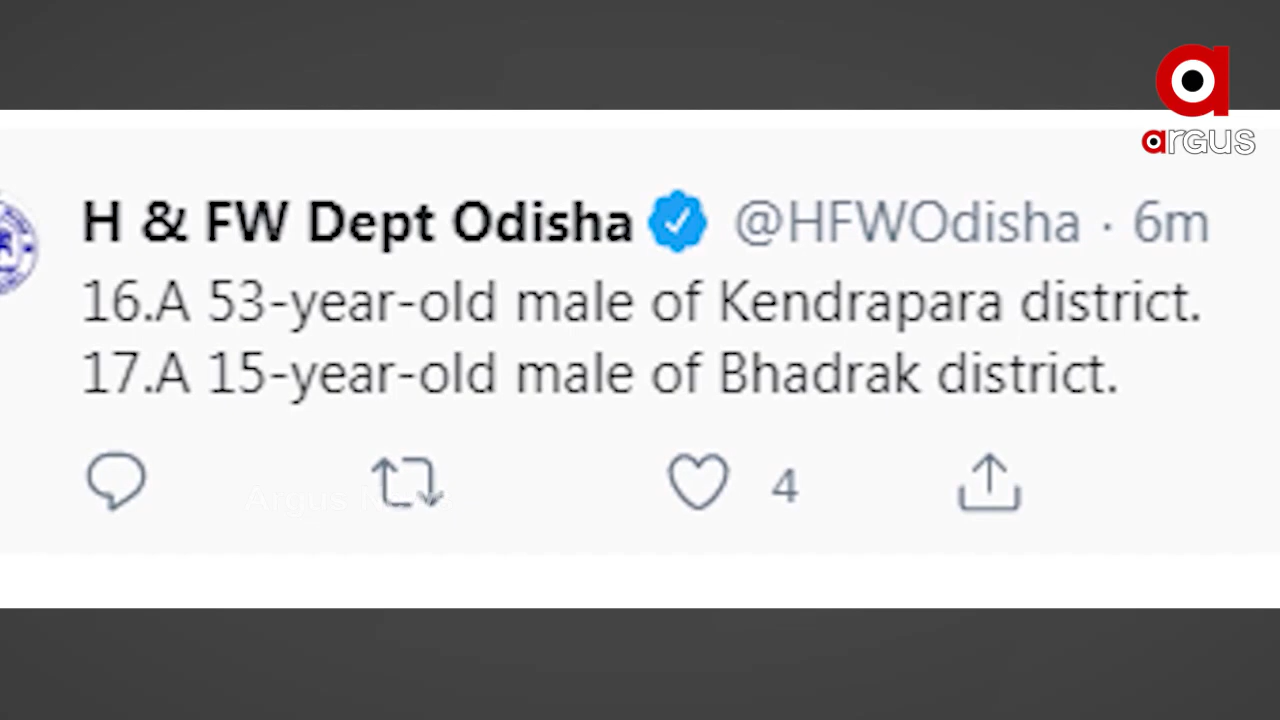 argus
H & FW Dept Odisha @HFWOdisha · 6m
16.A 53-year-old male of Kendrapara district.
17.A 15-year-old male of Bhadrak district.
4
Argus